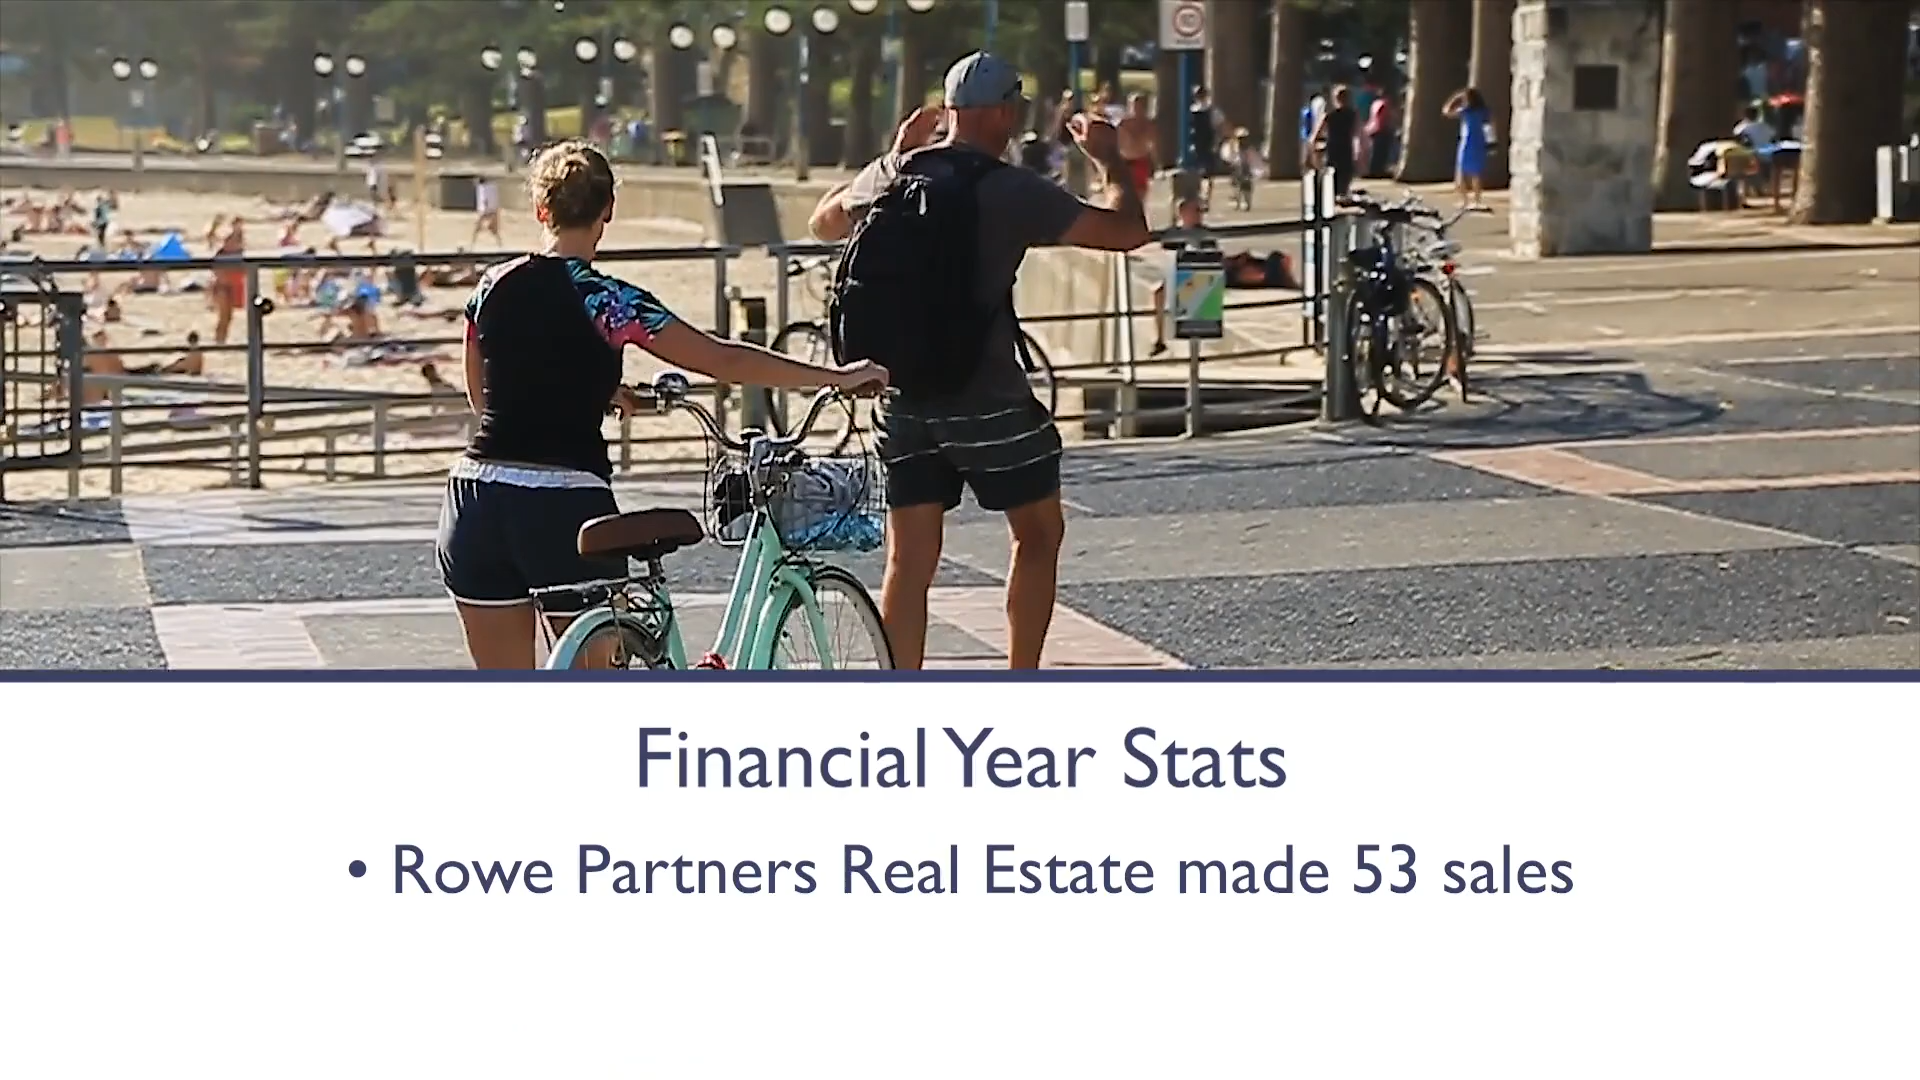 Financial Year Stats
• Rowe Partners Real Estate made 53 sales